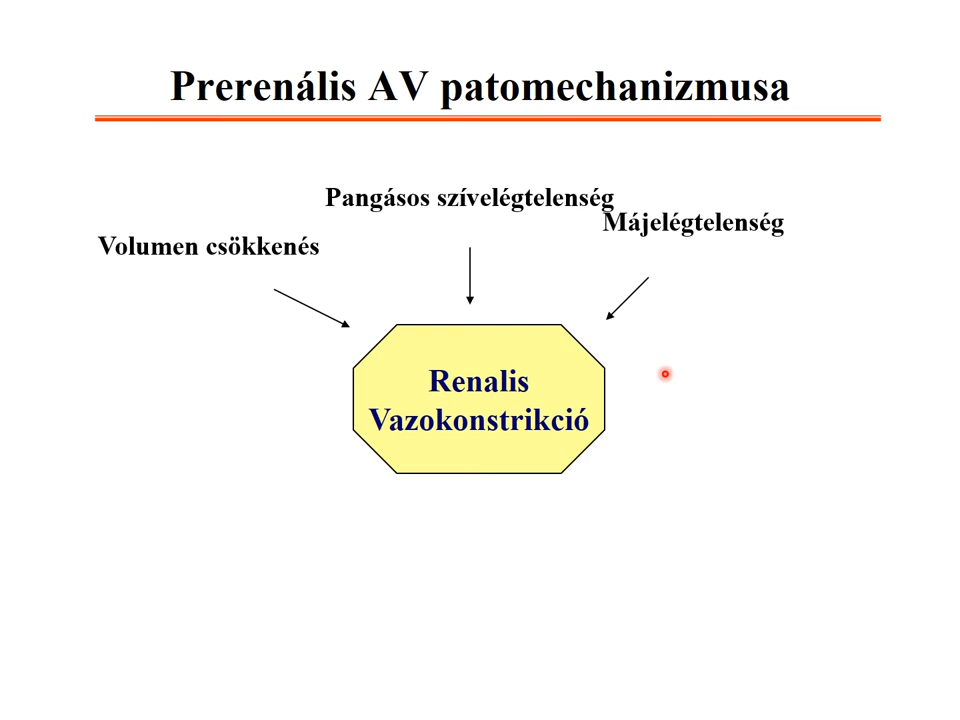 Prerenális AV patomechanizmusa
Pangásos szívelégtelenség
Májelégtelenség
Volumen csökkenés
Renalis
Vazokonstrikció